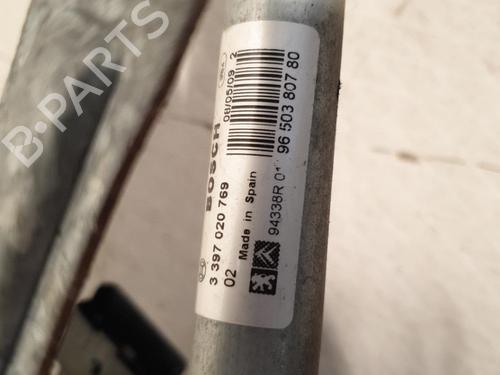 B-PARTS
BOSCH
08/05/09 2
3 397 020 769
96 503 807 80
02 Made in Spain
94338R 01